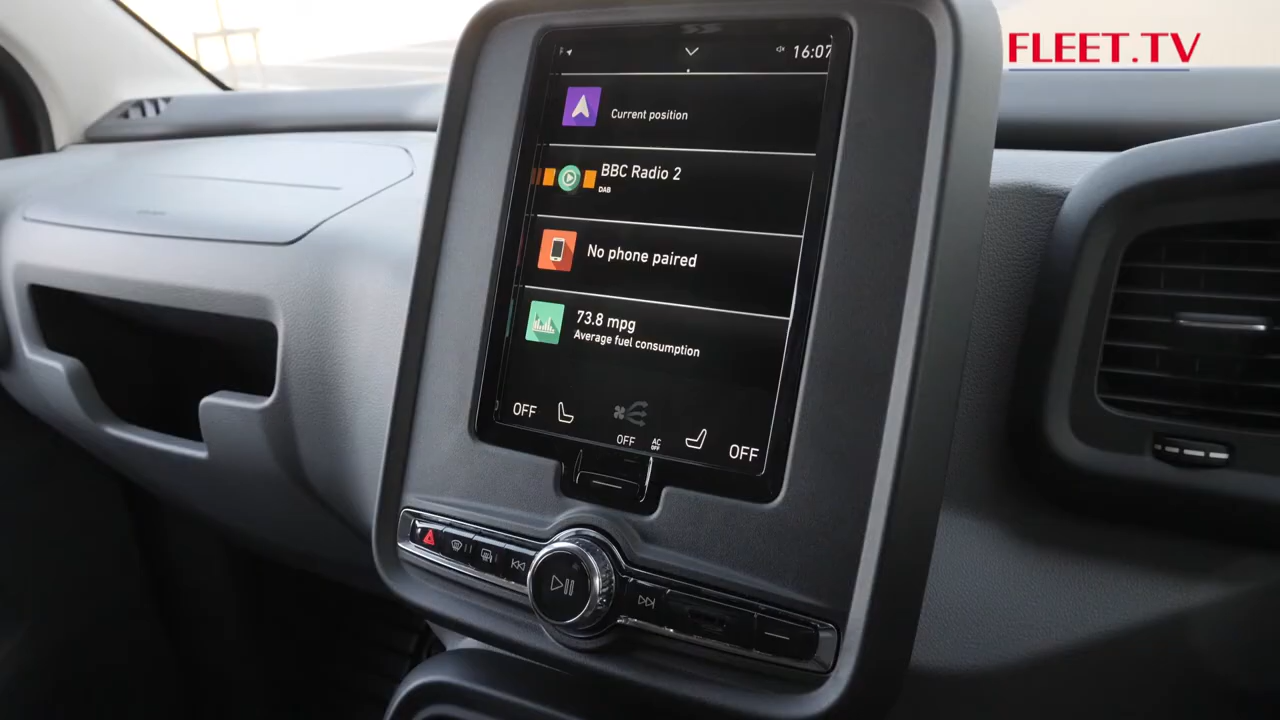 FLEET.TV
16:07
Current position
BBC Radio 2
DAB
No phone paired
73.8 mpg
Average fuel consumption
OFF
OFF
AC
OFF
OFF